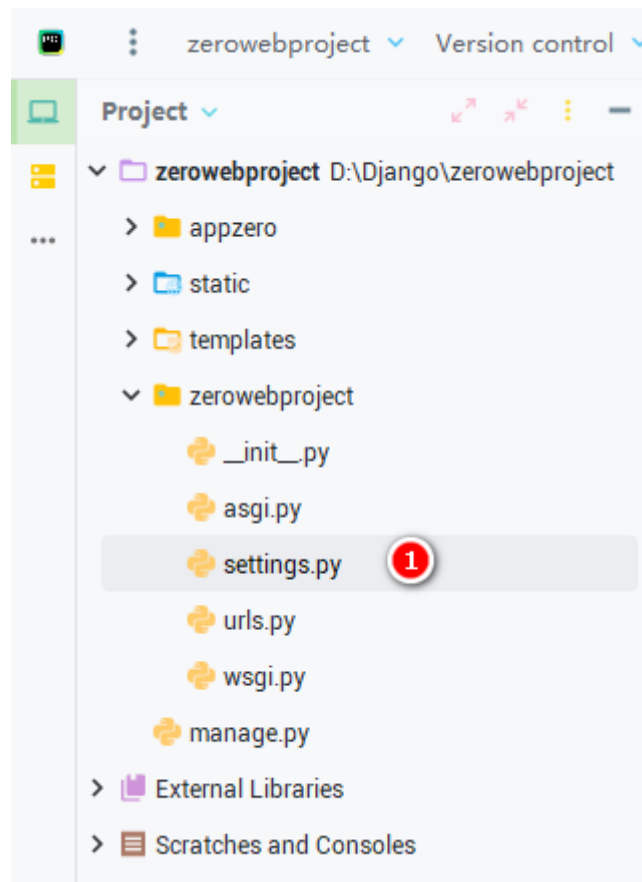 zerowebproject Version control
Project
zerowebproject D:\Django\zerowebproject
appzero
static
templates
zerowebproject
__init__.py
asgi.py
settings.py 1
urls.py
wsgi.py
manage.py
External Libraries
Scratches and Consoles